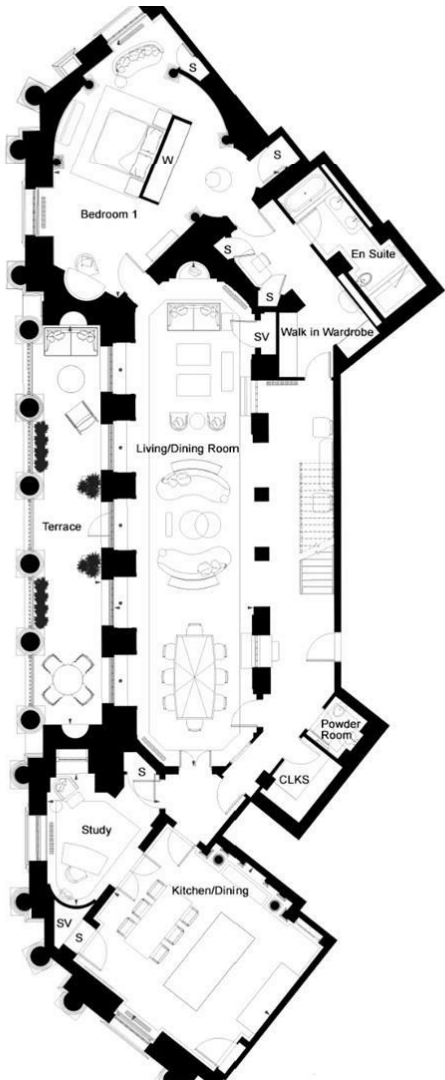 S
W
S
Bedroom 1
S
En Suite
S
SV
Walk in Wardrobe
Living/Dining Room
Terrace
Powder
Room
S
CLKS
Study
Kitchen/Dining
SV
S